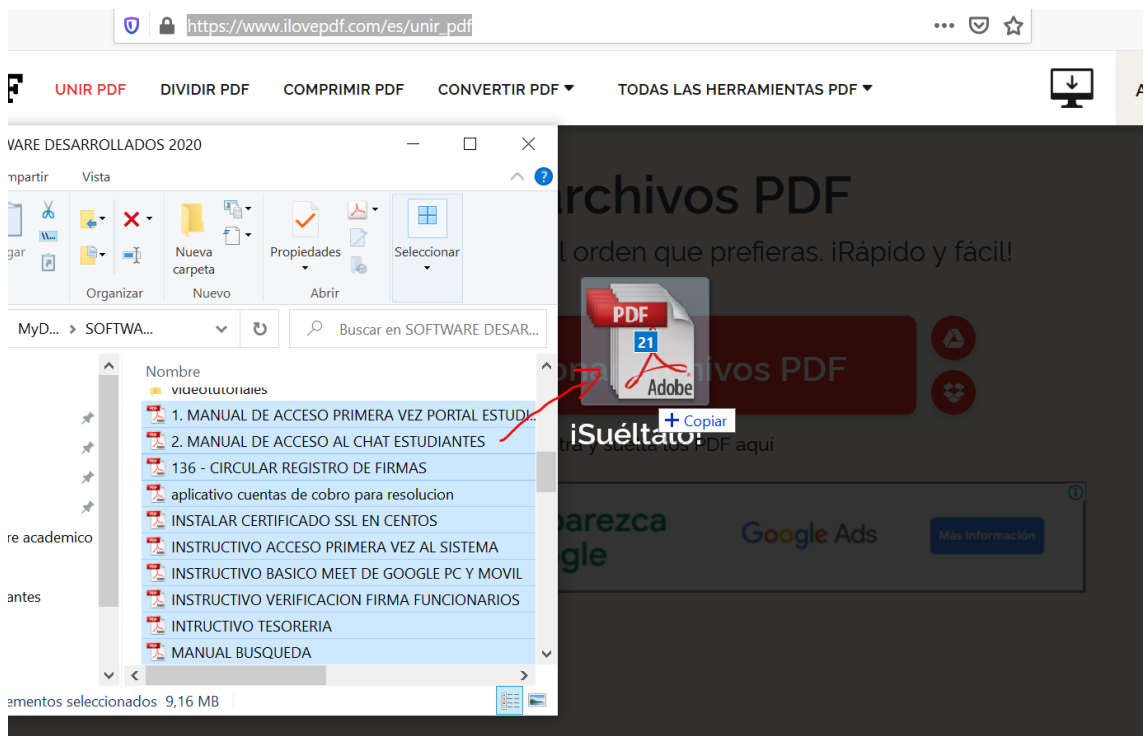 https://www.ilovepdf.com/es/unir_pdf
F UNIR PDF DIVIDIR PDF COMPRIMIR PDF CONVERTIR PDF TODAS LAS HERRAMIENTAS PDF A
WARE DESARROLLADOS 2020
mpartir Vista
gar
Nueva carpeta
Propiedades
Seleccionar
Organizar Nuevo Abrir
MyD... > SOFTWA...
Buscar en SOFTWARE DESAR...
Nombre
videotutoriales
1. MANUAL DE ACCESO PRIMERA VEZ PORTAL ESTUDI...
2. MANUAL DE ACCESO AL CHAT ESTUDIANTES
136 - CIRCULAR REGISTRO DE FIRMAS
aplicativo cuentas de cobro para resolucion
INSTALAR CERTIFICADO SSL EN CENTOS
INSTRUCTIVO ACCESO PRIMERA VEZ AL SISTEMA
INSTRUCTIVO BASICO MEET DE GOOGLE PC Y MOVIL
INSTRUCTIVO VERIFICACION FIRMA FUNCIONARIOS
INTRUCTIVO TESORERIA
MANUAL BUSQUEDA
re academico
antes
ementos seleccionados 9,16 MB
rchivos PDF
l orden que prefieras. ¡Rápido y fácil!
PDF
21
Adobe
ona
ivos PDF
Copiar
¡Suéltalo!
tra y suelta los PDF aquí
parezca
gle
Google Ads
Más información